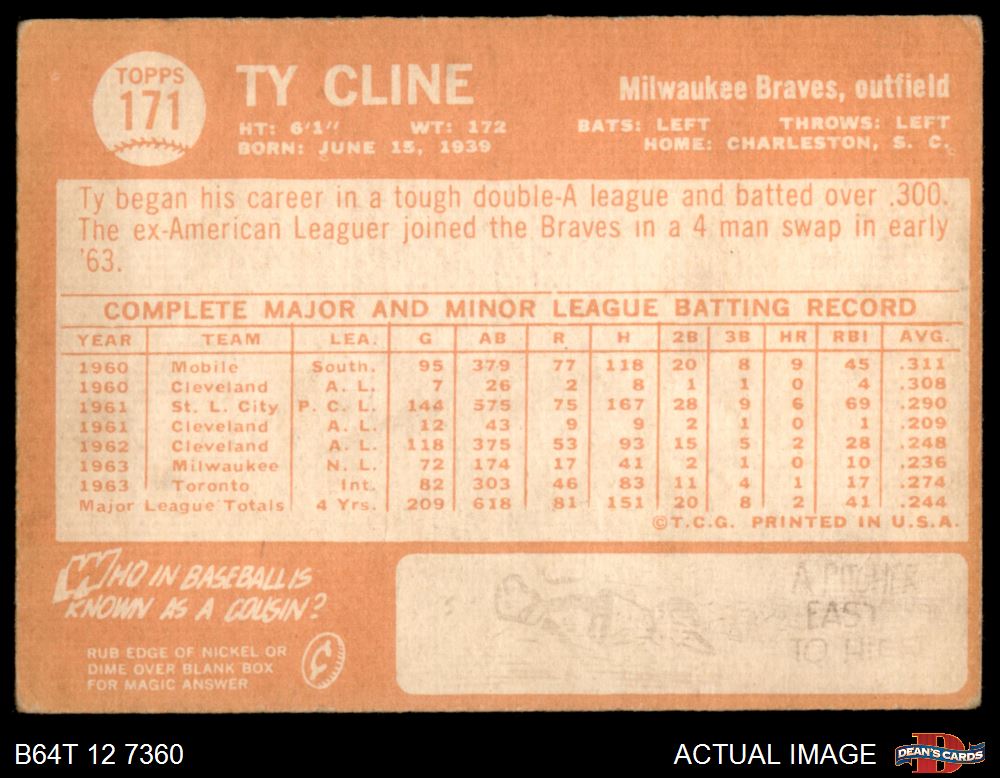 TOPPS
171
TY CLINE
Milwaukee Braves, outfield
HT: 6'1" WT: 172
BATS: LEFT THROWS: LEFT
BORN: JUNE 15, 1939
HOME: CHARLESTON, S. C.
Ty began his career in a tough double-A league and batted over .300.
The ex-American Leaguer joined the Braves in a 4 man swap in early
'63.
COMPLETE MAJOR AND MINOR LEAGUE BATTING RECORD
YEAR TEAM LEA. G AB R H 2B 3B HR RBI AVG.
1960 Mobile South. 95 379 77 118 20 8 9 45 .311
1960 Cleveland A. L. 7 26 2 8 1 1 0 4 .308
1961 St. L. City P. C. L. 144 575 75 167 28 9 6 69 .290
1961 Cleveland A. L. 12 43 9 9 2 1 0 1 .209
1962 Cleveland A. L. 118 375 53 93 15 5 2 28 .248
1963 Milwaukee N. L. 72 174 17 41 2 1 0 10 .236
1963 Toronto Int. 82 303 46 83 11 4 1 17 .274
Major League Totals 4 Yrs. 209 618 81 151 20 8 2 41 .244
©T.C.G. PRINTED IN U.S.A.
WHO IN BASEBALL IS
KNOWN AS A COUSIN?
RUB EDGE OF NICKEL OR
DIME OVER BLANK BOX
FOR MAGIC ANSWER
A PITCHER
EASY
TO HIT
B64T 12 7360
ACTUAL IMAGE
DEAN'S CARDS